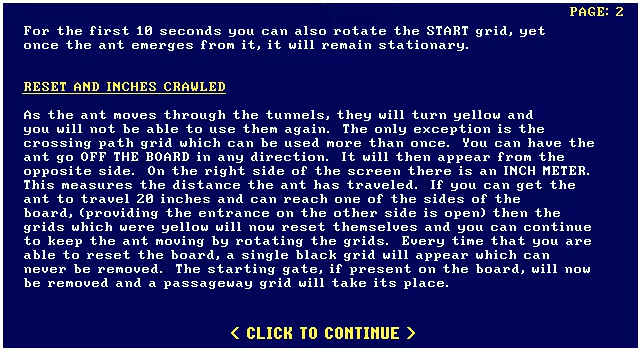 PAGE: 2
For the first 10 seconds you can also rotate the START grid, yet
once the ant emerges from it, it will remain stationary.
RESET AND INCHES CRAWLED
As the ant moves through the tunnels, they will turn yellow and
you will not be able to use them again. The only exception is the
crossing path grid which can be used more than once. You can have the
ant go OFF THE BOARD in any direction. It will then appear from the
opposite side. On the right side of the screen there is an INCH METER.
This measures the distance the ant has traveled. If you can get the
ant to travel 20 inches and can reach one of the sides of the
board, (providing the entrance on the other side is open) then the
grids which were yellow will now reset themselves and you can continue
to keep the ant moving by rotating the grids. Every time that you are
able to reset the board, a single black grid will appear which can
never be removed. The starting gate, if present on the board, will now
be removed and a passageway grid will take its place.
< CLICK TO CONTINUE >